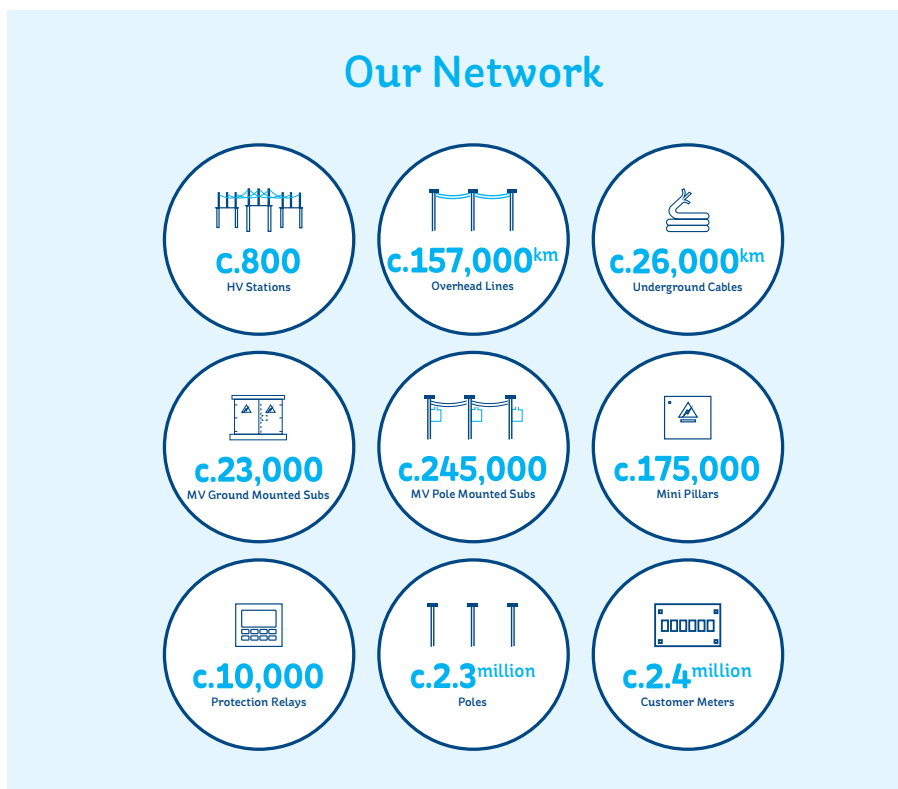 Our Network
c.800
HV Stations
c.157,000km
Overhead Lines
c.26,000km
Underground Cables
c.23,000
MV Ground Mounted Subs
c.245,000
MV Pole Mounted Subs
c.175,000
Mini Pillars
c.10,000
Protection Relays
c.2.3million
Poles
c.2.4million
Customer Meters